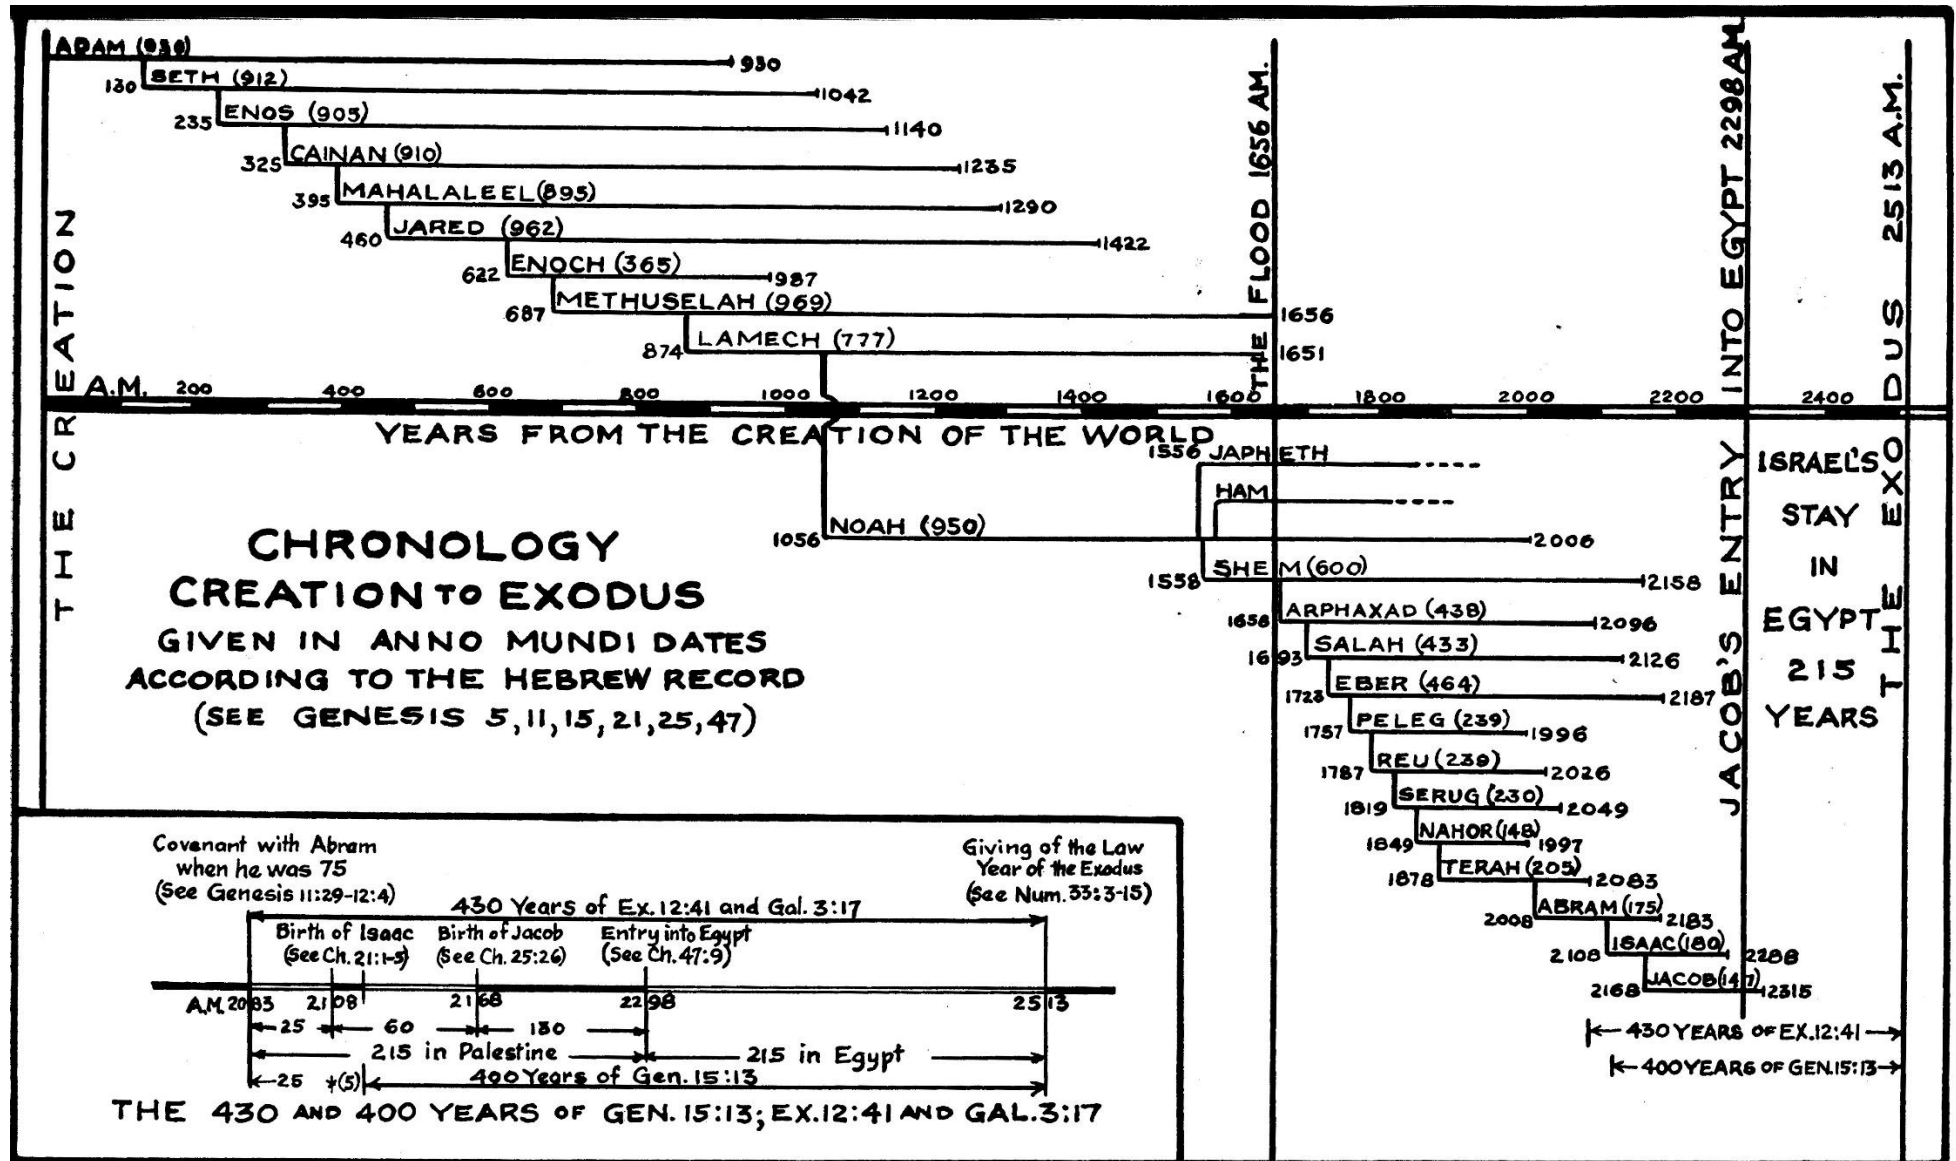 ADAM (930)
930
130
SETH (912)
1042
235
ENOS (905)
1140
325
CAINAN (910)
1235
395
MAHALALEEL (895)
1290
460
JARED (962)
1422
622
ENOCH (365)
987
687
METHUSELAH (969)
1656
874
LAMECH (777)
1651
THE CREATION
THE FLOOD 1656 AM.
JACOB'S ENTRY INTO EGYPT 2298 AM.
THE EXODUS 2513 A.M.
A.M. 200 400 600 800 1000 1200 1400 1600 1800 2000 2200 2400
YEARS FROM THE CREATION OF THE WORLD
1556 JAPHETH
HAM
1056
NOAH (950)
2006
1558
SHEM (600)
2158
1658
ARPHAXAD (438)
2096
1693
SALAH (433)
2126
1723
EBER (464)
2187
1757
PELEG (239)
1996
1787
REU (239)
2026
1819
SERUG (230)
2049
1849
NAHOR (148)
1997
1878
TERAH (205)
2083
2008
ABRAM (175)
2183
2108
ISAAC (180)
2288
2168
JACOB (147)
2315
430 YEARS OF EX.12:41
400 YEARS OF GEN.15:13
ISRAEL'S
STAY
IN
EGYPT
215
YEARS
CHRONOLOGY
CREATION TO EXODUS
GIVEN IN ANNO MUNDI DATES
ACCORDING TO THE HEBREW RECORD
(SEE GENESIS 5,11,15,21,25,47)
Covenant with Abram
when he was 75
(See Genesis 11:29-12:4)
Giving of the Law
Year of the Exodus
(See Num. 33:3-15)
430 Years of Ex. 12:41 and Gal. 3:17
Birth of Isaac
(See Ch. 21:1-5)
Birth of Jacob
(See Ch. 25:26)
Entry into Egypt
(See Ch. 47:9)
A.M. 2083 2108 2168 2298 2513
25 60 130
215 in Palestine 215 in Egypt
25 *(5) 400 Years of Gen. 15:13
THE 430 AND 400 YEARS OF GEN. 15:13; EX.12:41 AND GAL.3:17